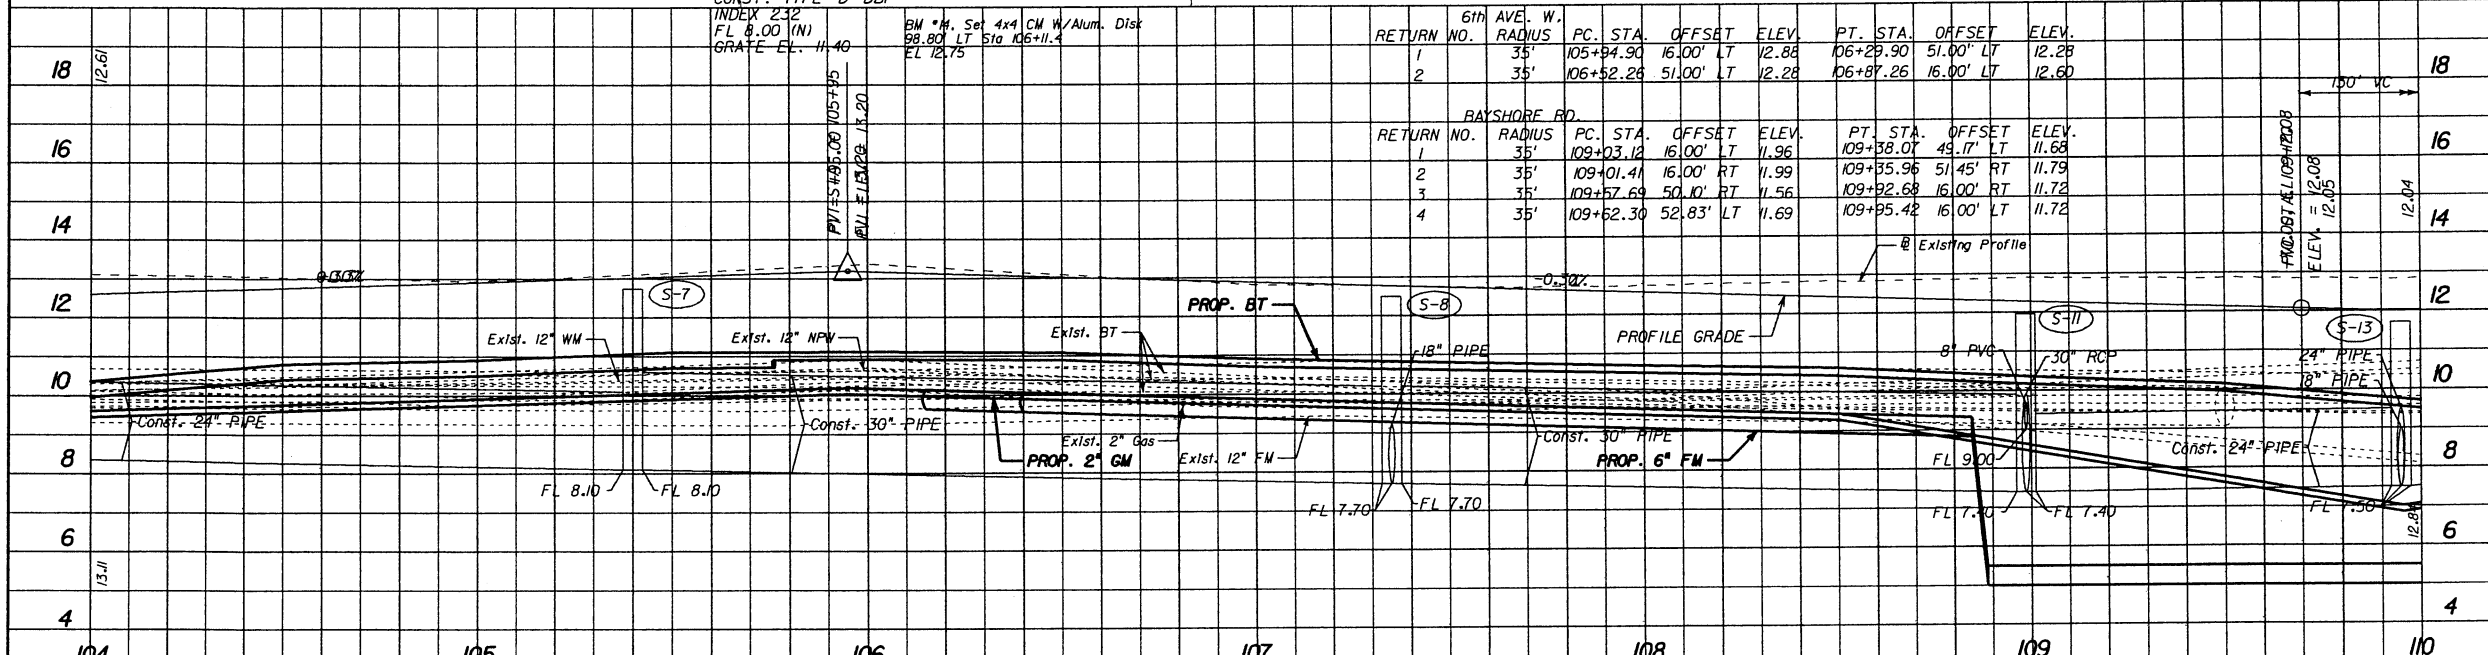 INDEX 232
FL 8.00 (N)
GRATE EL. 11.40
BM #14, Set 4x4 CM W/Alum. Disk
98.80' LT Sta 106+11.4
EL 12.75
6th AVE. W.
RETURN NO. RADIUS PC. STA. OFFSET ELEV. PT. STA. OFFSET ELEV.
1 35' 105+94.90 16.00' LT 12.88 106+29.90 51.00' LT 12.28
2 35' 106+52.26 51.00' LT 12.28 106+87.26 16.00' LT 12.60
BAYSHORE RD.
RETURN NO. RADIUS PC. STA. OFFSET ELEV. PT. STA. OFFSET ELEV.
1 35' 109+03.12 16.00' LT 11.96 109+38.07 49.17' LT 11.68
2 35' 109+01.41 16.00' RT 11.99 109+35.96 51.45' RT 11.79
3 35' 109+57.69 50.10' RT 11.56 109+92.68 16.00' RT 11.72
4 35' 109+62.30 52.83' LT 11.69 109+95.42 16.00' LT 11.72
18
12.61
105+95
13.20
150' VC
18
16
16
14
ELEV. = 12.08
12.05
12.04
14
℄ Existing Profile
12
S-7
PROP. BT
S-8
PROFILE GRADE
S-11
S-13
12
Exist. 12" WM
Exist. 12" NPW
Exist. BT
18" PIPE
8" PVC
30" RCP
24" PIPE
18" PIPE
10
10
Const. 24" PIPE
Const. 30" PIPE
Exist. 2" Gas
Const. 30" PIPE
Const. 24" PIPE
8
PROP. 2" GM
Exist. 12" FM
PROP. 6" FM
FL 9.00
8
FL 8.10
FL 8.10
FL 7.70
FL 7.70
FL 7.40
FL 7.40
FL 7.50
6
6
13.11
4
4
104 105 106 107 108 109 110